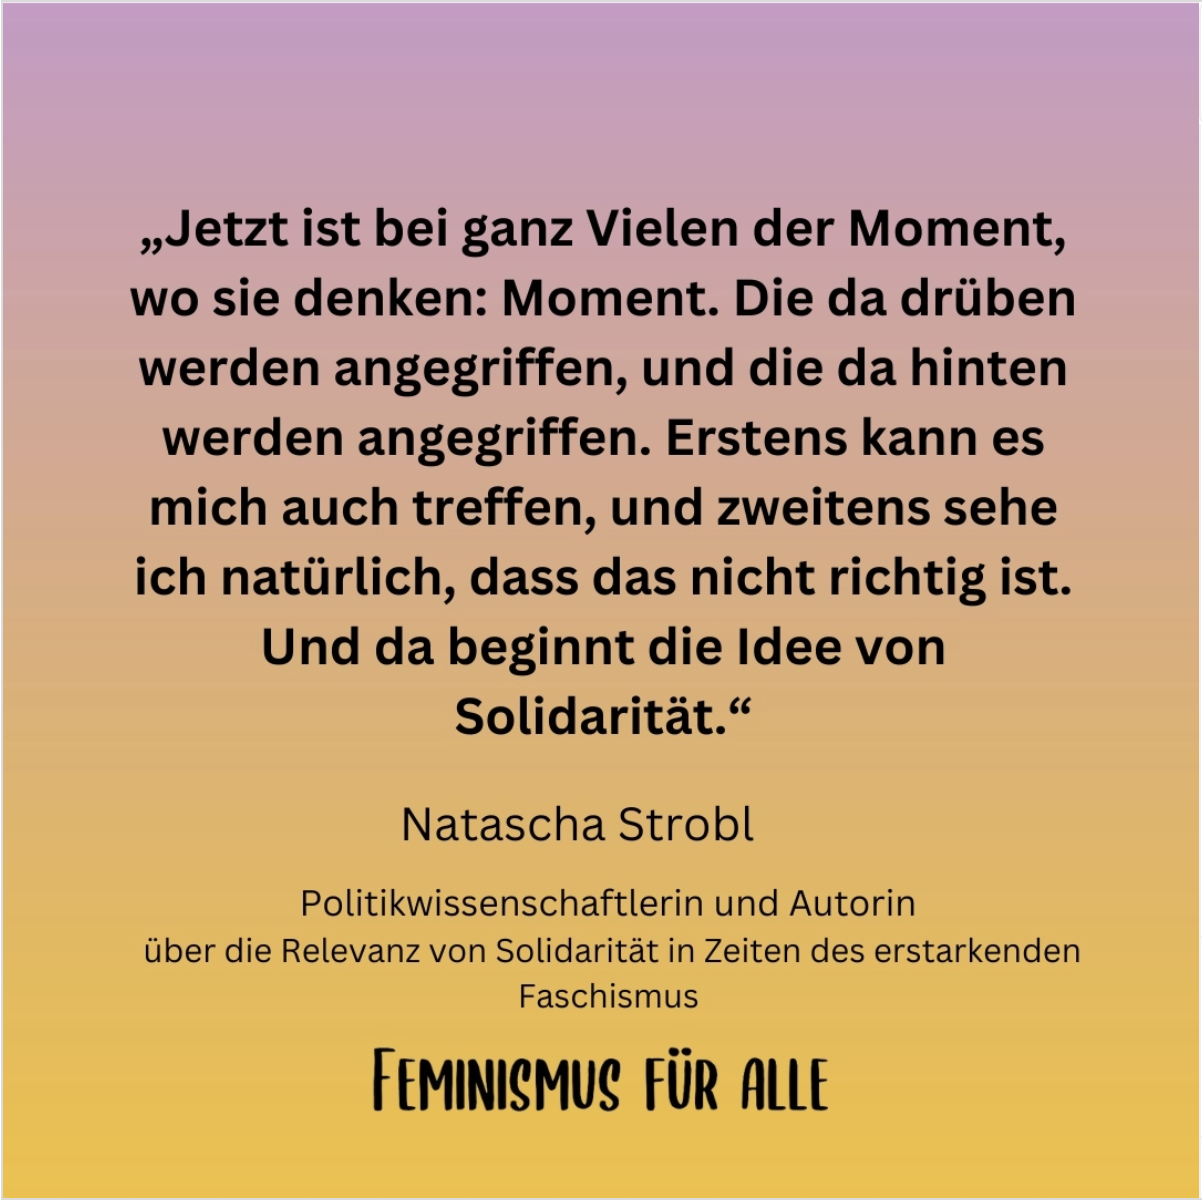 „Jetzt ist bei ganz Vielen der Moment,
wo sie denken: Moment. Die da drüben
werden angegriffen, und die da hinten
werden angegriffen. Erstens kann es
mich auch treffen, und zweitens sehe
ich natürlich, dass das nicht richtig ist.
Und da beginnt die Idee von
Solidarität.“
Natascha Strobl
Politikwissenschaftlerin und Autorin
über die Relevanz von Solidarität in Zeiten des erstarkenden
Faschismus
FEMINISMUS FÜR ALLE